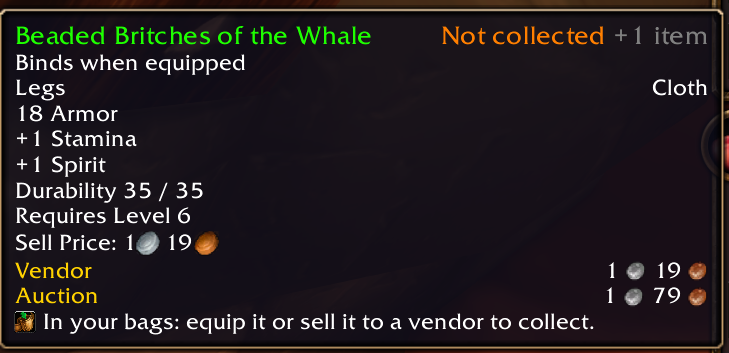 Beaded Britches of the Whale Not collected +1 item
Binds when equipped
Legs Cloth
18 Armor
+1 Stamina
+1 Spirit
Durability 35 / 35
Requires Level 6
Sell Price: 1 19
Vendor 1 19
Auction 1 79
In your bags: equip it or sell it to a vendor to collect.